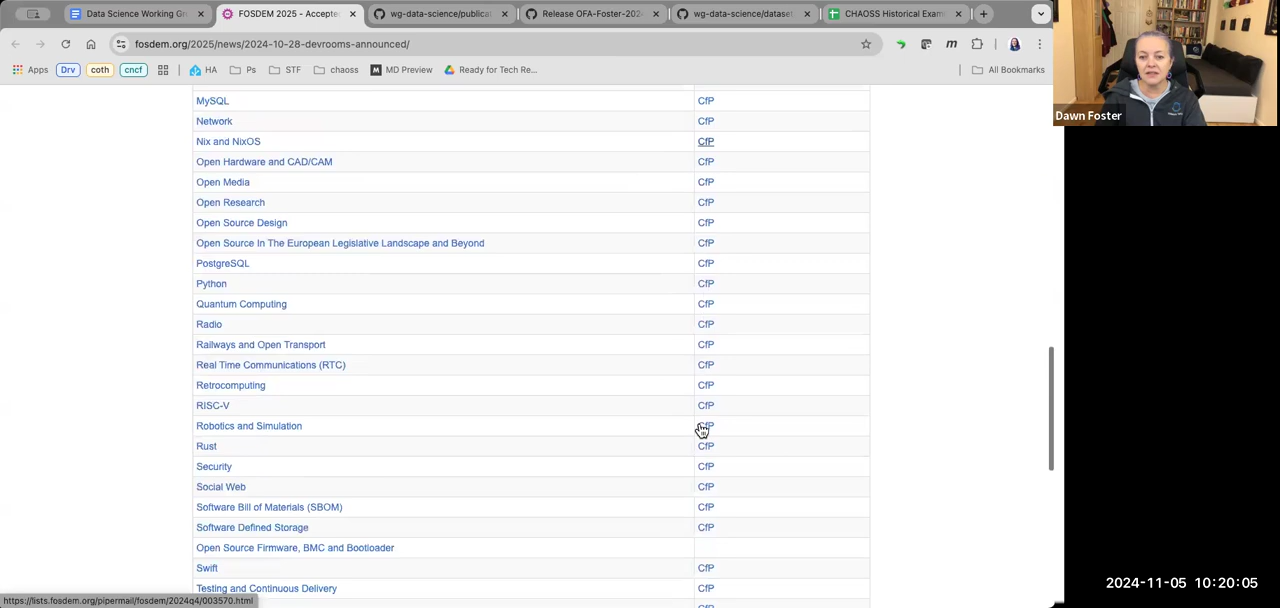 Data Science Working Gr
FOSDEM 2025 - Accepte
wg-data-science/publica
Release OFA-Foster-202
wg-data-science/dataset
CHAOSS Historical Exam
fosdem.org/2025/news/2024-10-28-devrooms-announced/
Apps Drv coth cncf HA Ps STF chaoss MD Preview Ready for Tech Re... All Bookmarks
Dawn Foster
MySQL CfP
Network CfP
Nix and NixOS CfP
Open Hardware and CAD/CAM CfP
Open Media CfP
Open Research CfP
Open Source Design CfP
Open Source In The European Legislative Landscape and Beyond CfP
PostgreSQL CfP
Python CfP
Quantum Computing CfP
Radio CfP
Railways and Open Transport CfP
Real Time Communications (RTC) CfP
Retrocomputing CfP
RISC-V CfP
Robotics and Simulation CfP
Rust CfP
Security CfP
Social Web CfP
Software Bill of Materials (SBOM) CfP
Software Defined Storage CfP
Open Source Firmware, BMC and Bootloader
Swift CfP
Testing and Continuous Delivery CfP
https://lists.fosdem.org/pipermail/fosdem/2024q4/003570.html
2024-11-05 10:20:05